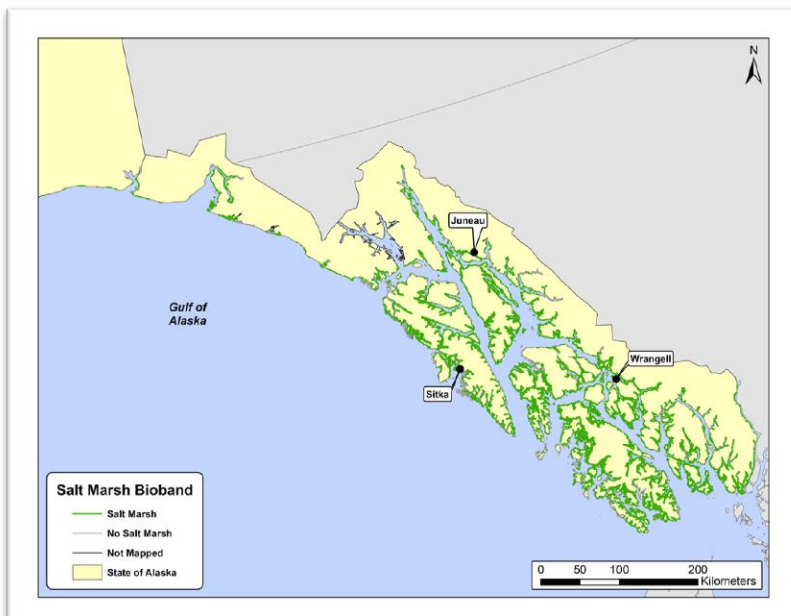 N
Juneau
Gulf of
Alaska
Wrangell
Sitka
Salt Marsh Bioband
Salt Marsh
No Salt Marsh
Not Mapped
State of Alaska
0 50 100 200
Kilometers